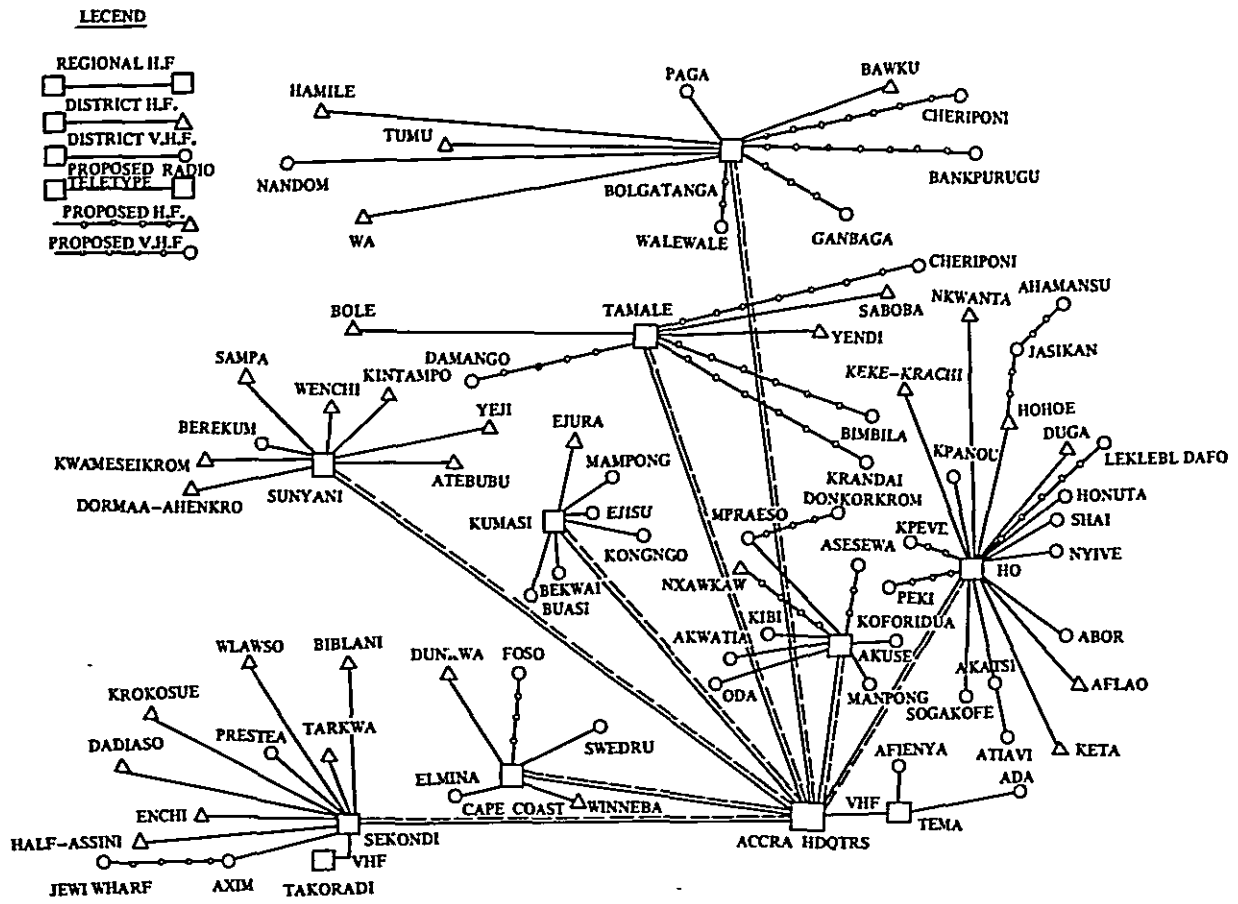 LEGEND
REGIONAL H.F
DISTRICT H.F.
DISTRICT V.H.F.
PROPOSED RADIO
TELETYPE
PROPOSED H.F.
PROPOSED V.H.F
PAGA
BAWKU
HAMILE
CHERIPONI
TUMU
NANDOM
BANKPURUGU
BOLGATANGA
WA
WALEWALE
GANBAGA
CHERIPONI
AHAMANSU
SABOBA
NKWANTA
BOLE
TAMALE
YENDI
JASIKAN
SAMPA
DAMANGO
WENCHI
KINTAMPO
KEKE-KRACHI
YEJI
EJURA
HOHOE
BEREKUM
BIMBILA
KPANOU
DUGA
LEKLEBL DAFO
KWAMESEIKROM
MAMPONG
ATEBUBU
KRANDAI
SUNYANI
DORMAA-AHENKRO
DONKORKROM
HONUTA
EJISU
MPRAESO
KPEVE
SHAI
KUMASI
ASESEWA
KONGNGO
NYIVE
NXAWKAW
HO
BEKWAI
PEKI
BUASI
KIBI
KOFORIDUA
AKWATIA
ABOR
WLAWSO
BIBLANI
FOSO
AKUSE
AKATSI
ODA
MANPONG
AFLAO
KROKOSUE
SOGAKOFE
TARKWA
PRESTEA
SWEDRU
DADIASO
AFIENYA
ATIAVI
KETA
ADA
ELMINA
CAPE COAST
WINNEBA
VHF
ENCHI
TEMA
SEKONDI
HALF-ASSINI
ACCRA HDQTRS
VHF
JEWI WHARF
AXIM
TAKORADI